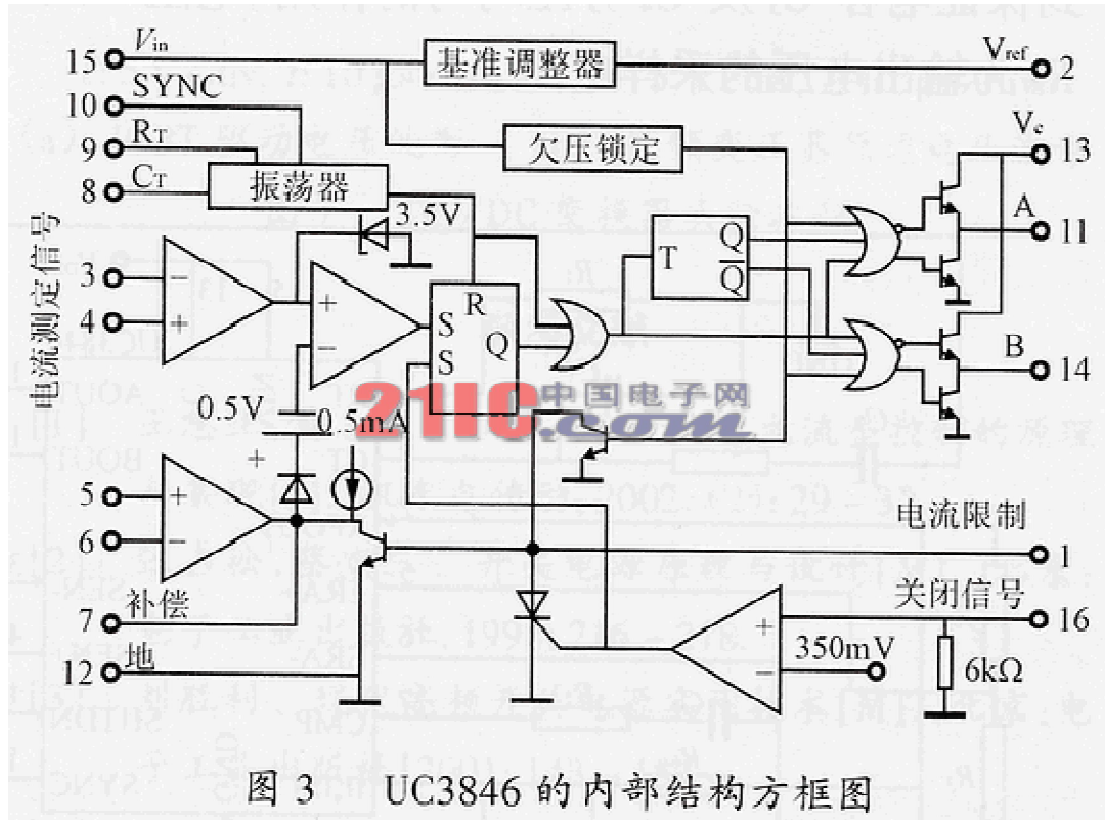 15 Vin
基准调整器
Vref 2
10 SYNC
欠压锁定
Vc 13
9 RT
8 CT
振荡器
3.5V
A 11
T Q
Q
电流测定信号
3 −
4 +
+
−
R
S
S
Q
B 14
0.5V
0.5mA
21IC 中国电子网
.com
+
5 +
6 −
电流限制 1
7 补偿
关闭信号 16
12 地
+
−
350mV
6kΩ
图 3 UC3846 的内部结构方框图